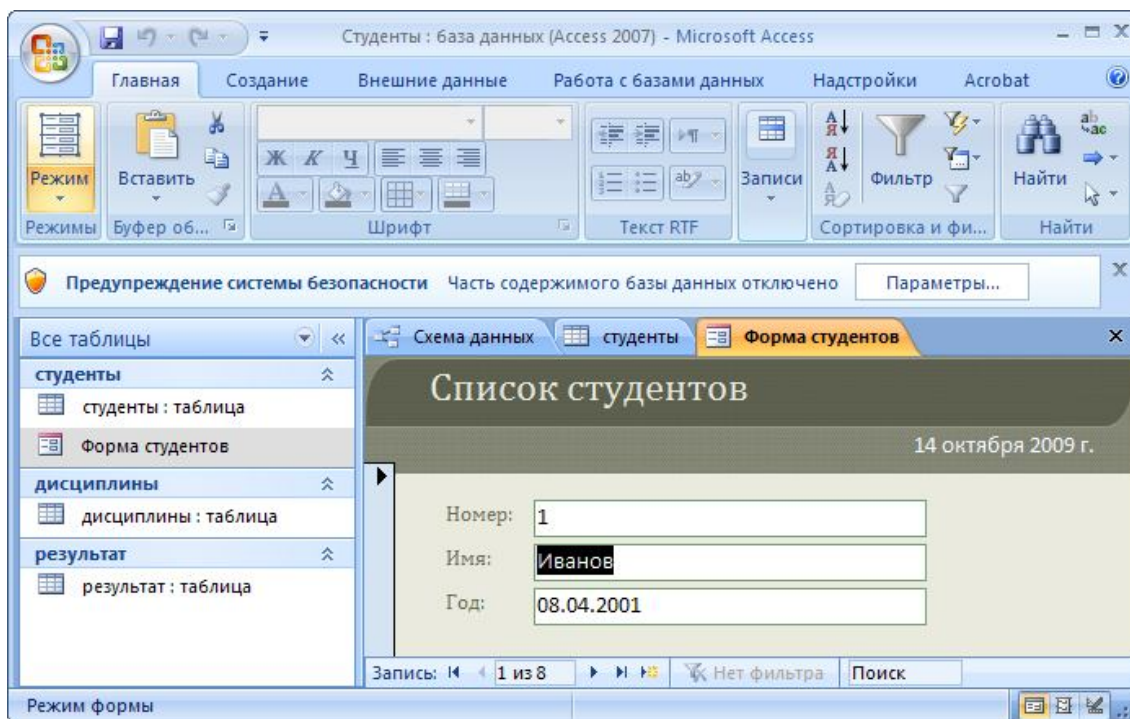 Студенты : база данных (Access 2007) - Microsoft Access
Главная Создание Внешние данные Работа с базами данных Надстройки Acrobat
Режим Вставить Ж К Ч Записи Фильтр Найти
Режимы Буфер об... Шрифт Текст RTF Сортировка и фи... Найти
Предупреждение системы безопасности Часть содержимого базы данных отключено Параметры...
Все таблицы Схема данных студенты Форма студентов
студенты
студенты : таблица
Форма студентов
дисциплины
дисциплины : таблица
результат
результат : таблица
Список студентов
14 октября 2009 г.
Номер: 1
Имя: Иванов
Год: 08.04.2001
Запись: 1 из 8 Нет фильтра Поиск
Режим формы